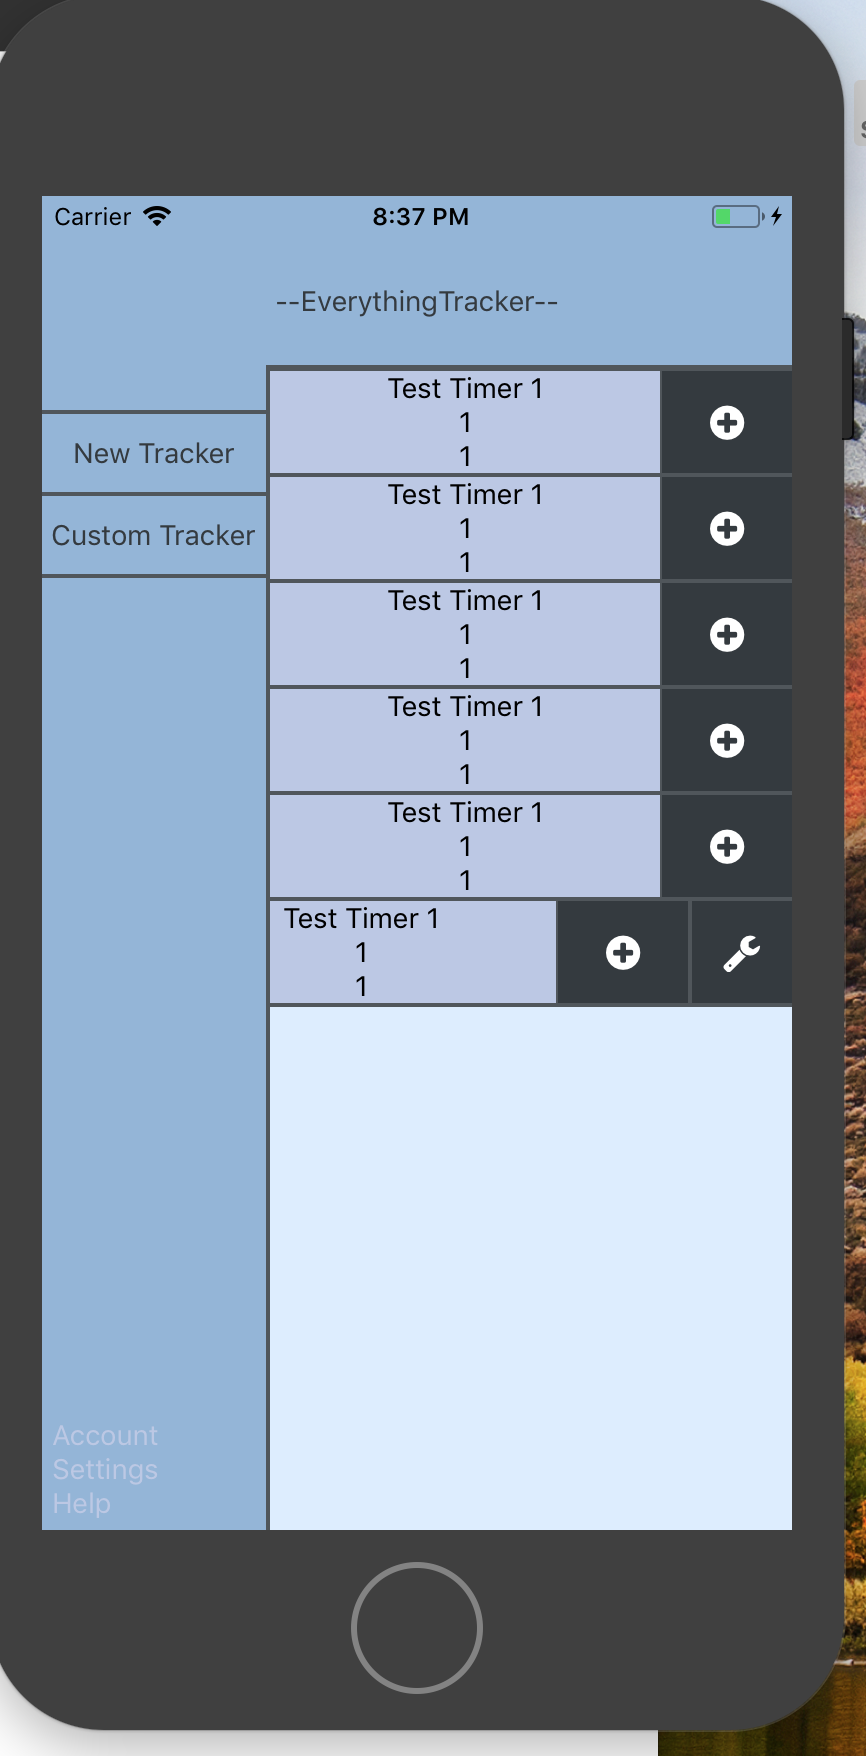 Carrier 8:37 PM
--EverythingTracker--
New Tracker
Custom Tracker
Test Timer 1
1
1
Test Timer 1
1
1
Test Timer 1
1
1
Test Timer 1
1
1
Test Timer 1
1
1
Test Timer 1
1
1
Account
Settings
Help